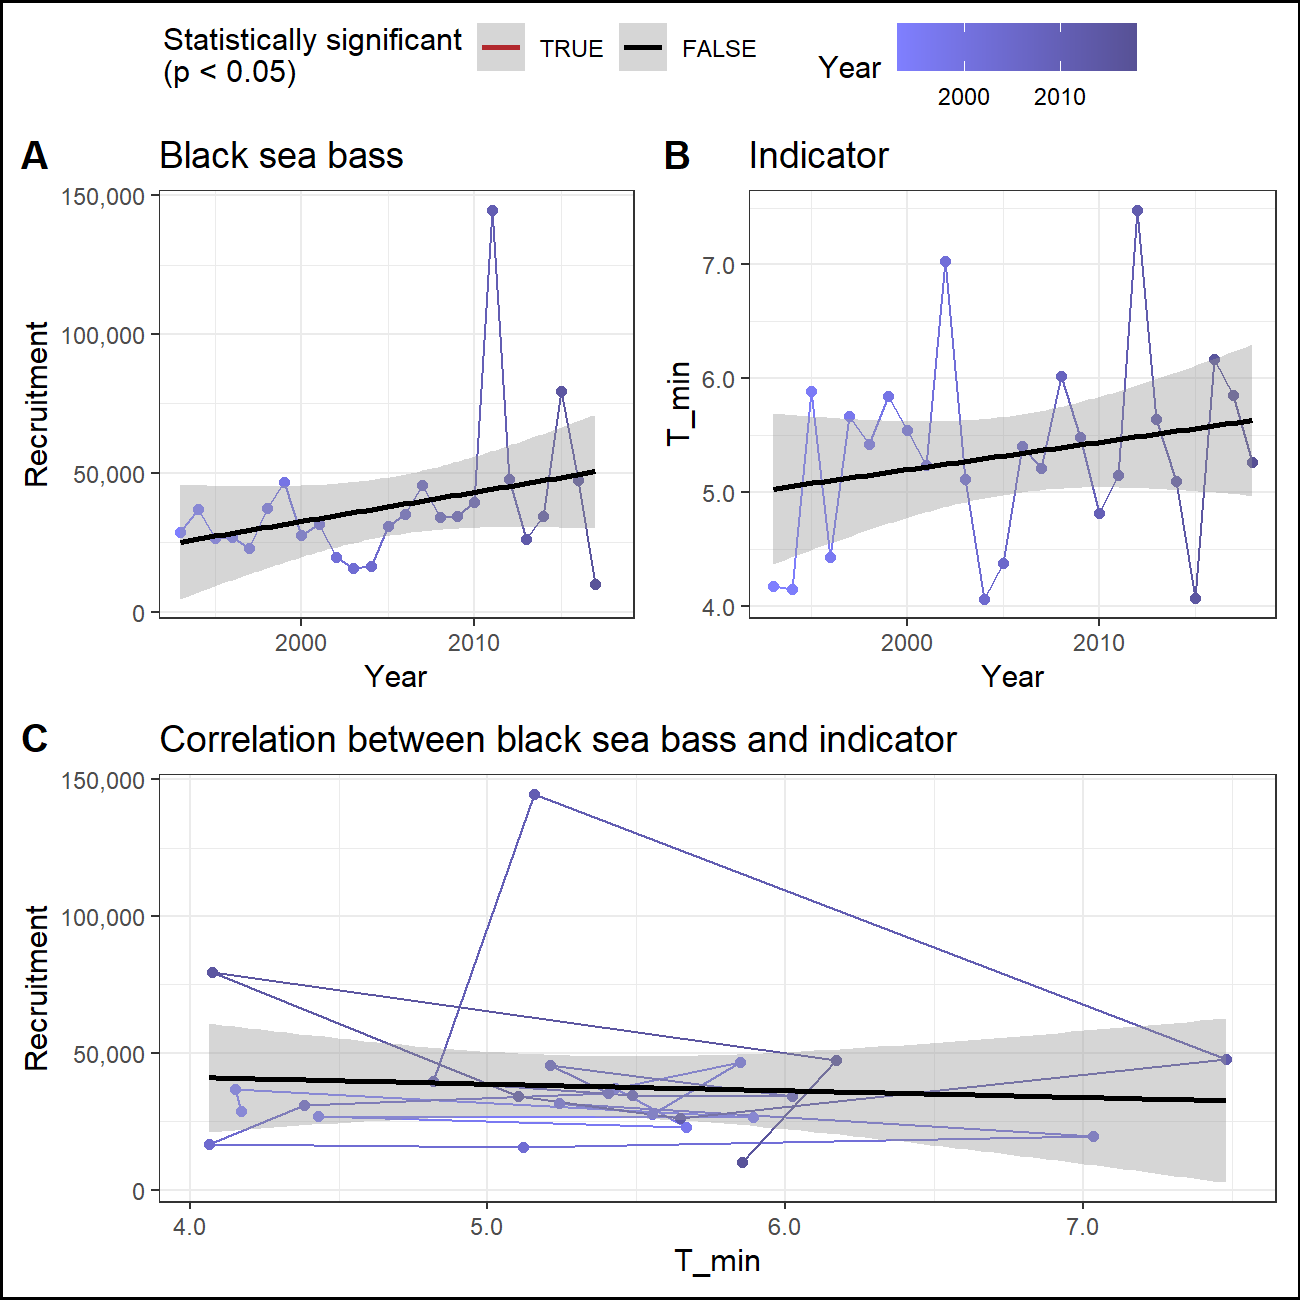 Statistically significant
(p < 0.05)
TRUE
FALSE
Year
2000
2010
A
Black sea bass
150,000
100,000
50,000
0
Recruitment
2000
2010
Year
B
Indicator
7.0
6.0
5.0
4.0
T_min
2000
2010
Year
C
Correlation between black sea bass and indicator
150,000
100,000
50,000
0
Recruitment
4.0
5.0
6.0
7.0
T_min